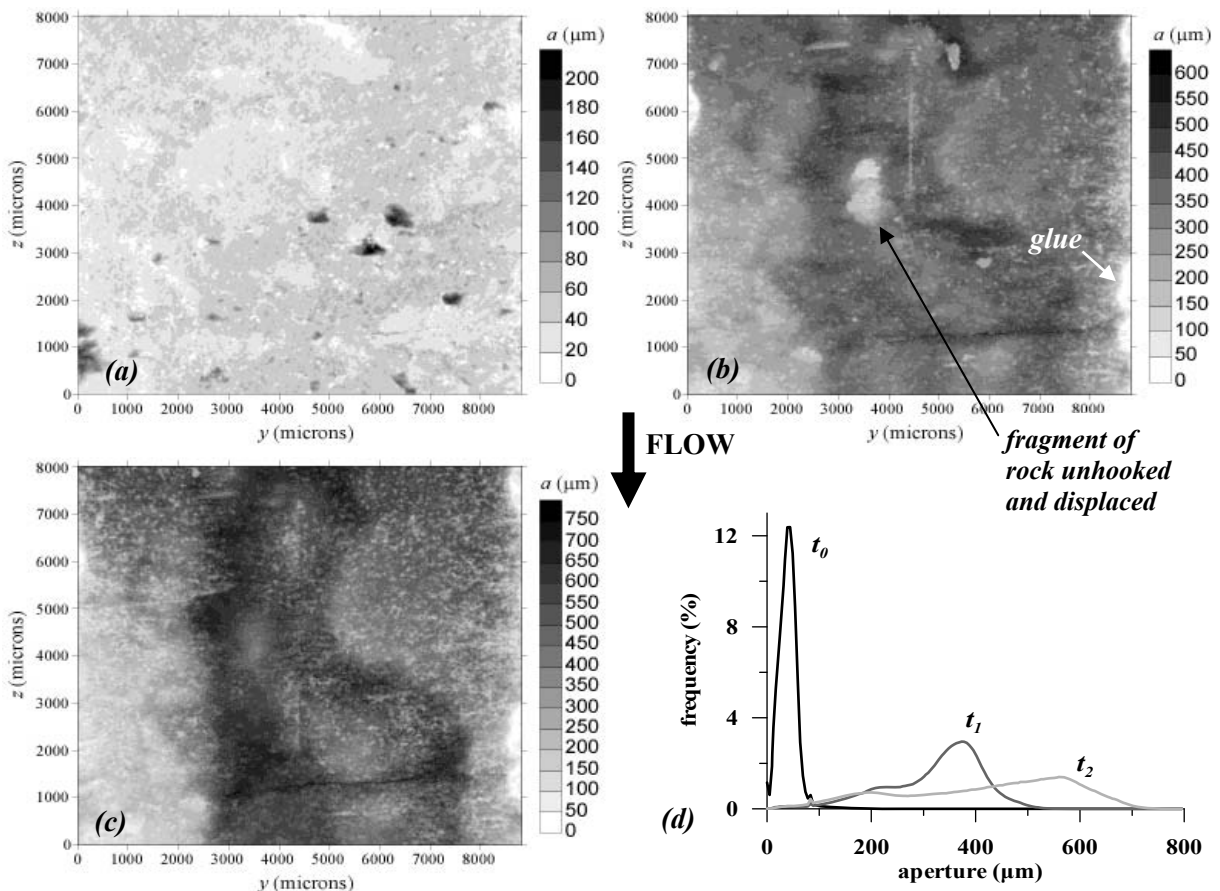 a (μm)
8000
7000
6000
5000
4000
3000
2000
1000
0
z (microns)
200
180
160
140
120
100
80
60
40
20
0
(a)
0 1000 2000 3000 4000 5000 6000 7000 8000
y (microns)
a (μm)
8000
7000
6000
5000
4000
3000
2000
1000
0
z (microns)
600
550
500
450
400
350
300
250
200
150
100
50
0
glue
(b)
0 1000 2000 3000 4000 5000 6000 7000 8000
y (microns)
fragment of
rock unhooked
and displaced
FLOW
a (μm)
8000
7000
6000
5000
4000
3000
2000
1000
0
z (microns)
750
700
650
600
550
500
450
400
350
300
250
200
150
100
50
0
(c)
0 1000 2000 3000 4000 5000 6000 7000 8000
y (microns)
12
8
4
0
frequency (%)
t0
t1
t2
(d)
0 200 400 600 800
aperture (μm)